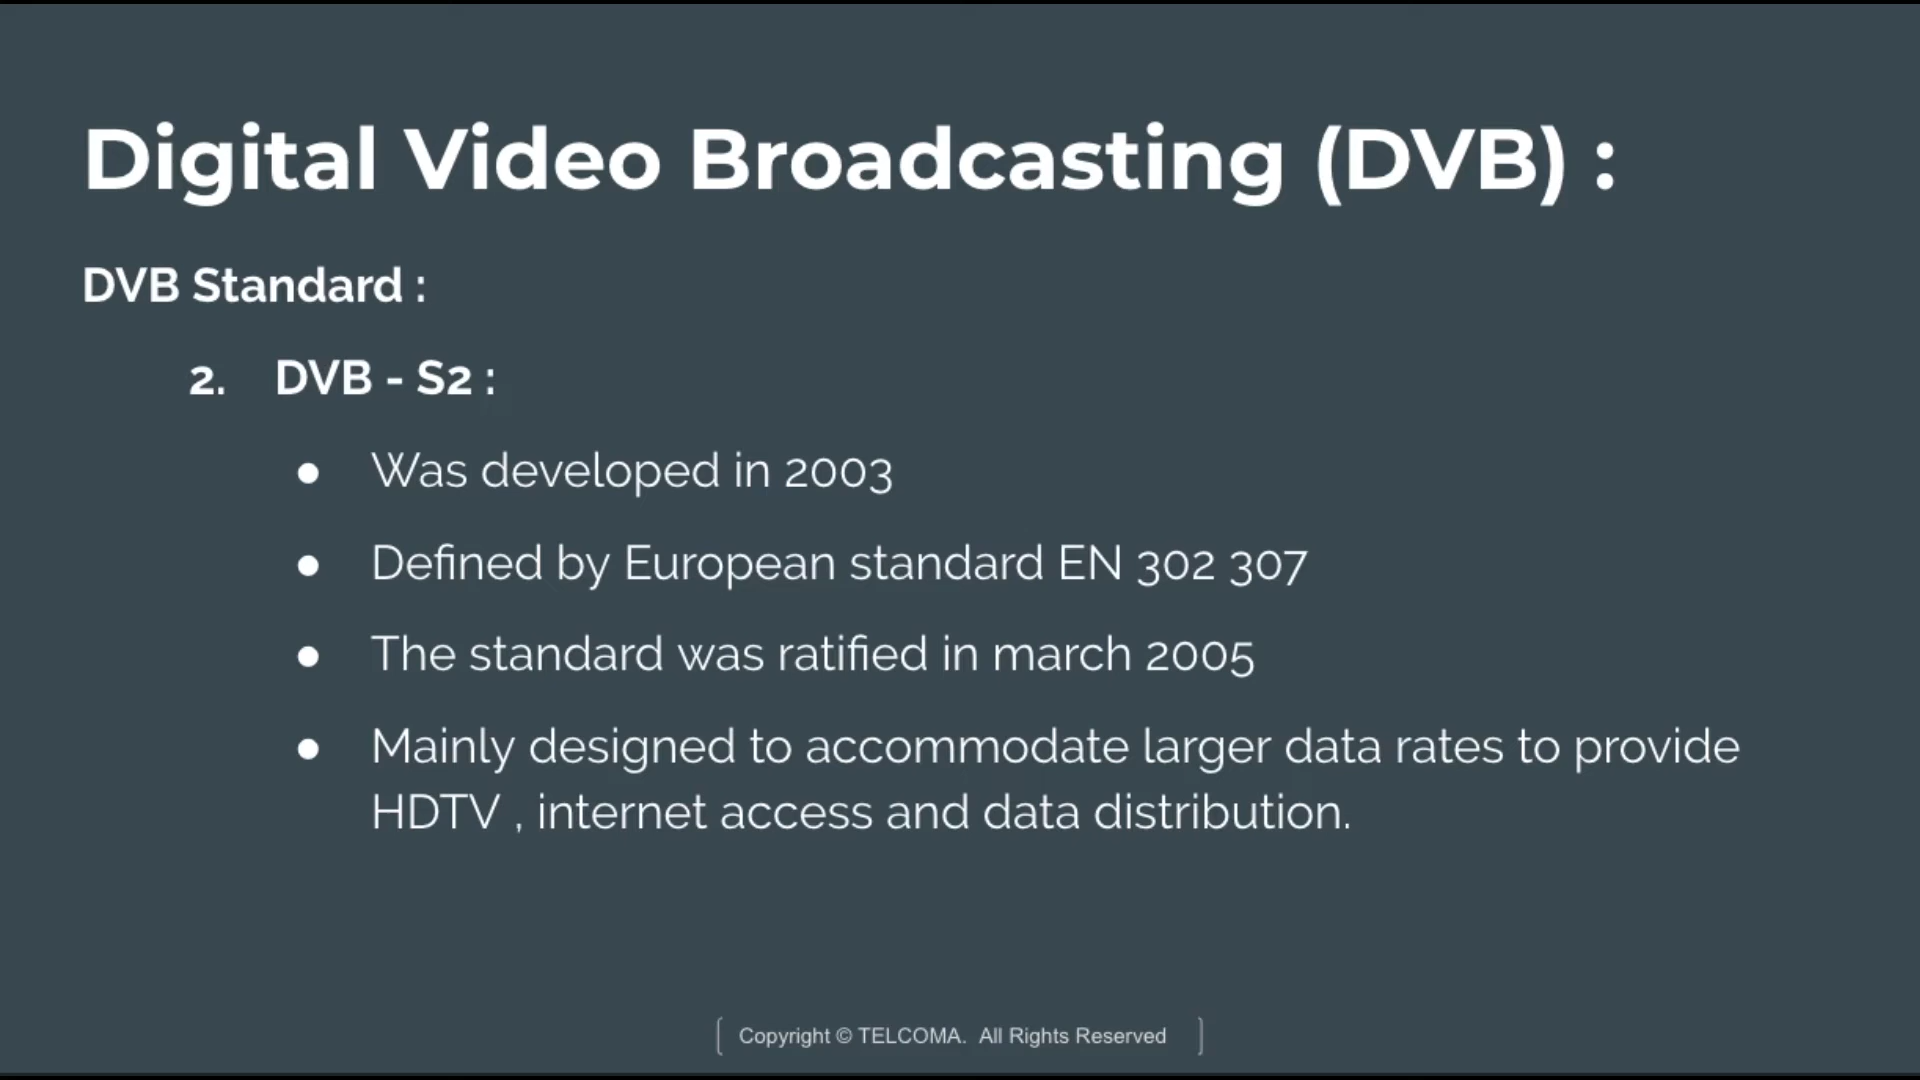 Digital Video Broadcasting (DVB) :
DVB Standard :
2. DVB - S2 :
● Was developed in 2003
● Defined by European standard EN 302 307
● The standard was ratified in march 2005
● Mainly designed to accommodate larger data rates to provide
HDTV , internet access and data distribution.
[ Copyright © TELCOMA. All Rights Reserved ]